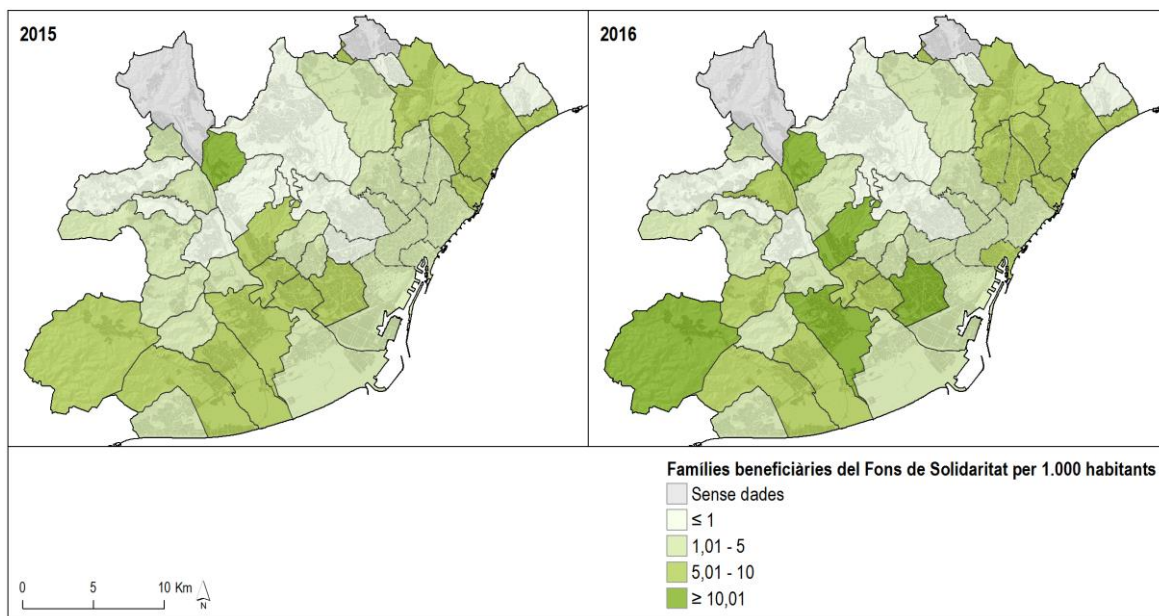 2015
2016
Famílies beneficiàries del Fons de Solidaritat per 1.000 habitants
Sense dades
≤ 1
1,01 - 5
5,01 - 10
≥ 10,01
0 5 10 Km
N